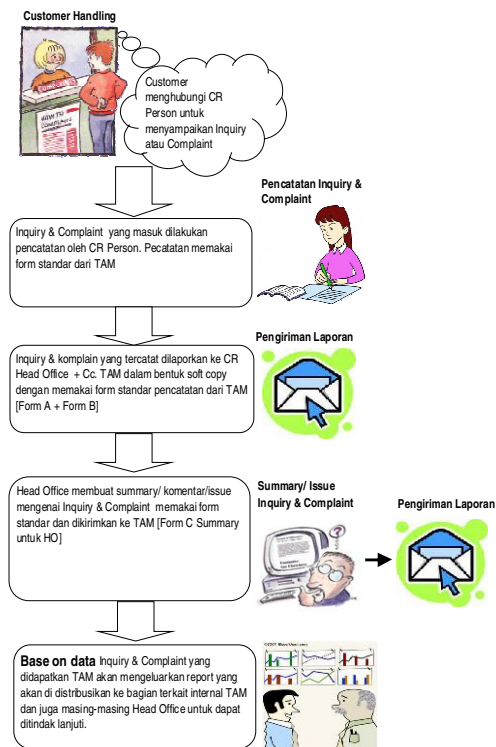 Customer Handling
Customer
menghubungi CR
Person untuk
menyampaikan Inquiry
atau Complaint
HOW TO
Pencatatan Inquiry &
Complaint
Inquiry & Complaint yang masuk dilakukan
pencatatan oleh CR Person. Pecatatan memakai
form standar dari TAM
Pengiriman Laporan
Inquiry & komplain yang tercatat dilaporkan ke CR
Head Office + Cc. TAM dalam bentuk soft copy
dengan memakai form standar pencatatan dari TAM
[Form A + Form B]
Summary/ Issue
Inquiry & Complaint
Pengiriman Laporan
Head Office membuat summary/ komentar/issue
mengenai Inquiry & Complaint memakai form
standar dan dikirimkan ke TAM [Form C Summary
untuk HO]
Base on data Inquiry & Complaint yang
didapatkan TAM akan mengeluarkan report yang
akan di distribusikan ke bagian terkait internal TAM
dan juga masing-masing Head Office untuk dapat
ditindak lanjuti.